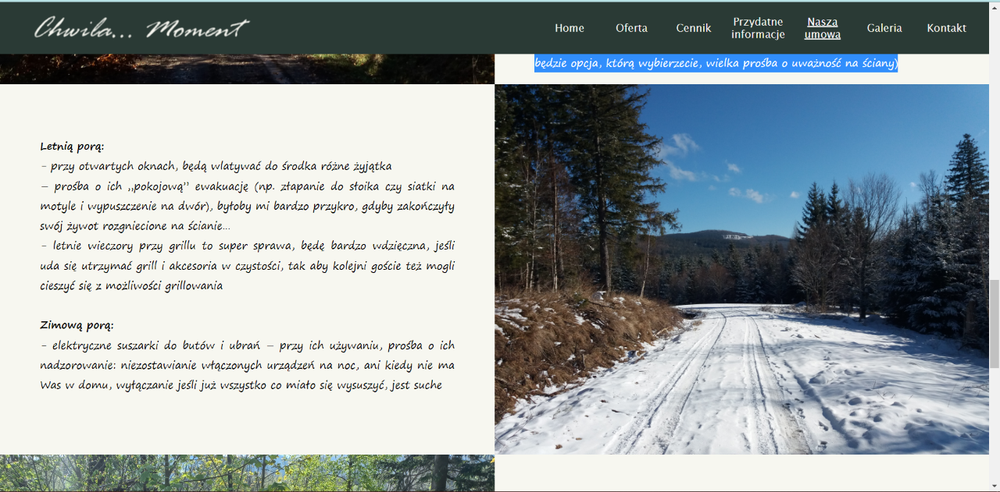 Chwila... Moment
Home
Oferta
Cennik
Przydatne
informacje
Nasza
umowa
Galeria
Kontakt
będzie opcja, którą wybierzecie, wielka prośba o uważność na ściany)
Letnią porą:
- przy otwartych oknach, będą wlatywać do środka różne żyjątka
– prośba o ich „pokojową” ewakuację (np. złapanie do słoika czy siatki na
motyle i wypuszczenie na dwór), byłoby mi bardzo przykro, gdyby zakończyły
swój żywot rozgniecione na ścianie...
- letnie wieczory przy grillu to super sprawa, będę bardzo wdzięczna, jeśli
uda się utrzymać grill i akcesoria w czystości, tak aby kolejni goście też mogli
cieszyć się z możliwości grillowania
Zimową porą:
- elektryczne suszarki do butów i ubrań – przy ich używaniu, prośba o ich
nadzorowanie: niezostawianie włączonych urządzeń na noc, ani kiedy nie ma
Was w domu, wyłączanie jeśli już wszystko co miało się wysuszyć, jest suche